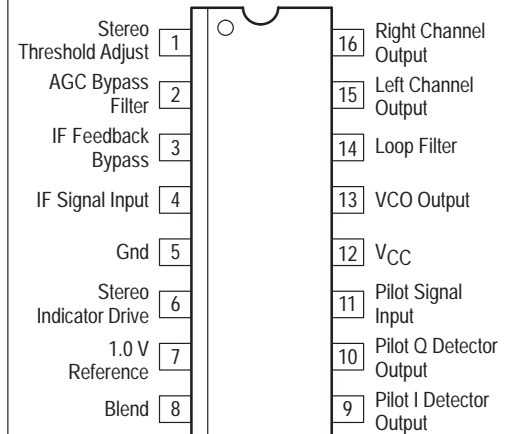 Stereo
Threshold Adjust
1
AGC Bypass
Filter
2
IF Feedback
Bypass
3
IF Signal Input
4
Gnd
5
Stereo
Indicator Drive
6
1.0 V
Reference
7
Blend
8
16
Right Channel
Output
15
Left Channel
Output
14
Loop Filter
13
VCO Output
12
VCC
11
Pilot Signal
Input
10
Pilot Q Detector
Output
9
Pilot I Detector
Output